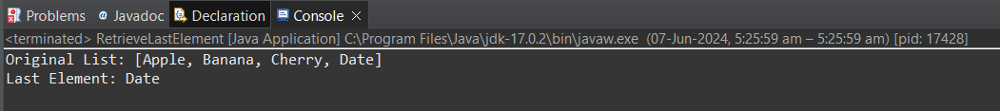 Problems @ Javadoc Declaration Console
<terminated> RetrieveLastElement [Java Application] C:\Program Files\Java\jdk-17.0.2\bin\javaw.exe (07-Jun-2024, 5:25:59 am – 5:25:59 am) [pid: 17428]
Original List: [Apple, Banana, Cherry, Date]
Last Element: Date